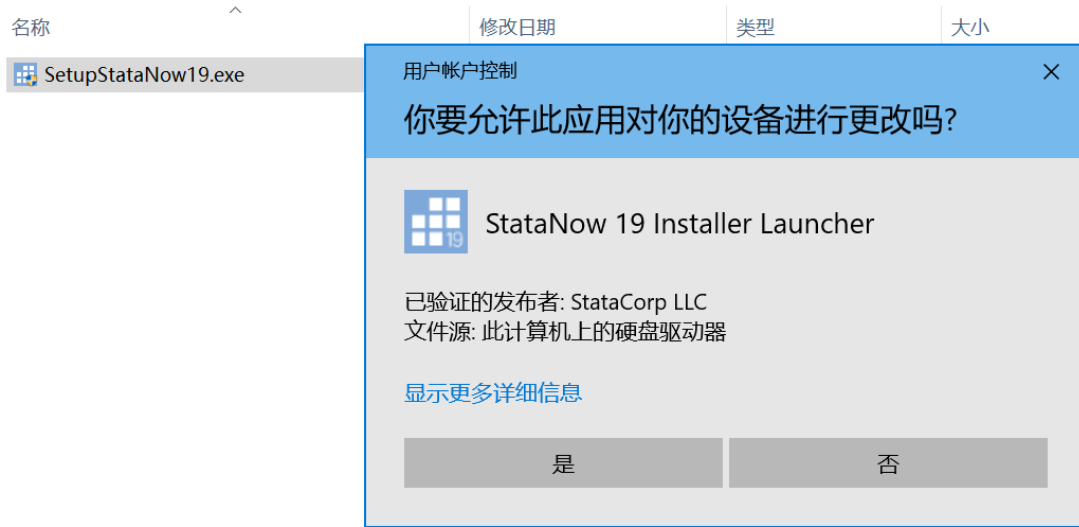 名称 修改日期 类型 大小
SetupStataNow19.exe
用户帐户控制
你要允许此应用对你的设备进行更改吗?
19
StataNow 19 Installer Launcher
已验证的发布者: StataCorp LLC
文件源: 此计算机上的硬盘驱动器
显示更多详细信息
是 否